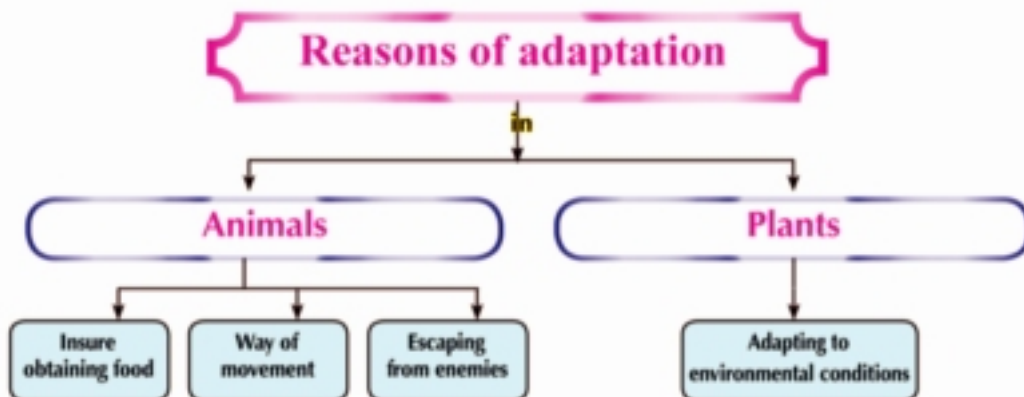 Reasons of adaptation
in
Animals
Plants
Insure
obtaining food
Way of
movement
Escaping
from enemies
Adapting to
environmental conditions